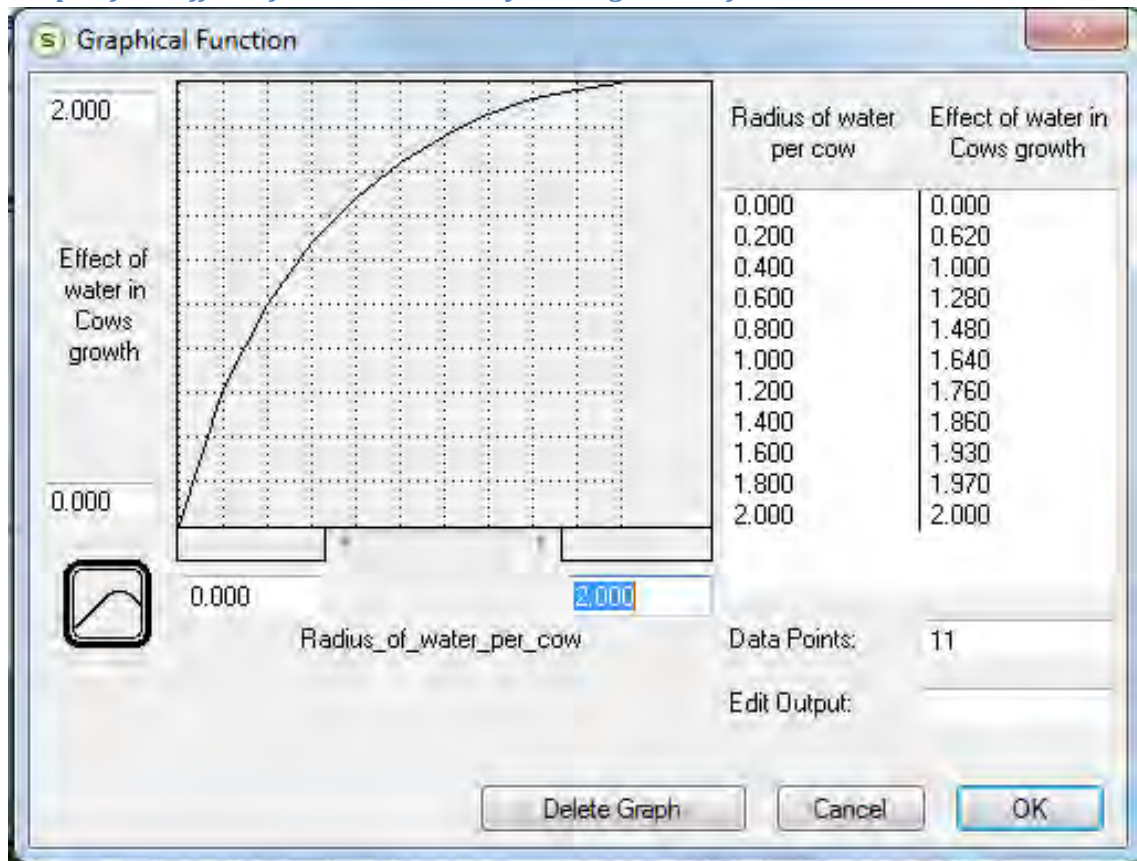 S Graphical Function
2.000
Effect of
water in
Cows
growth
0.000
0.000 2.000
Radius_of_water_per_cow
Radius of water
per cow
Effect of water in
Cows growth
0.000 0.000
0.200 0.620
0.400 1.000
0.600 1.280
0.800 1.480
1.000 1.640
1.200 1.760
1.400 1.860
1.600 1.930
1.800 1.970
2.000 2.000
Data Points: 11
Edit Output:
Delete Graph Cancel OK